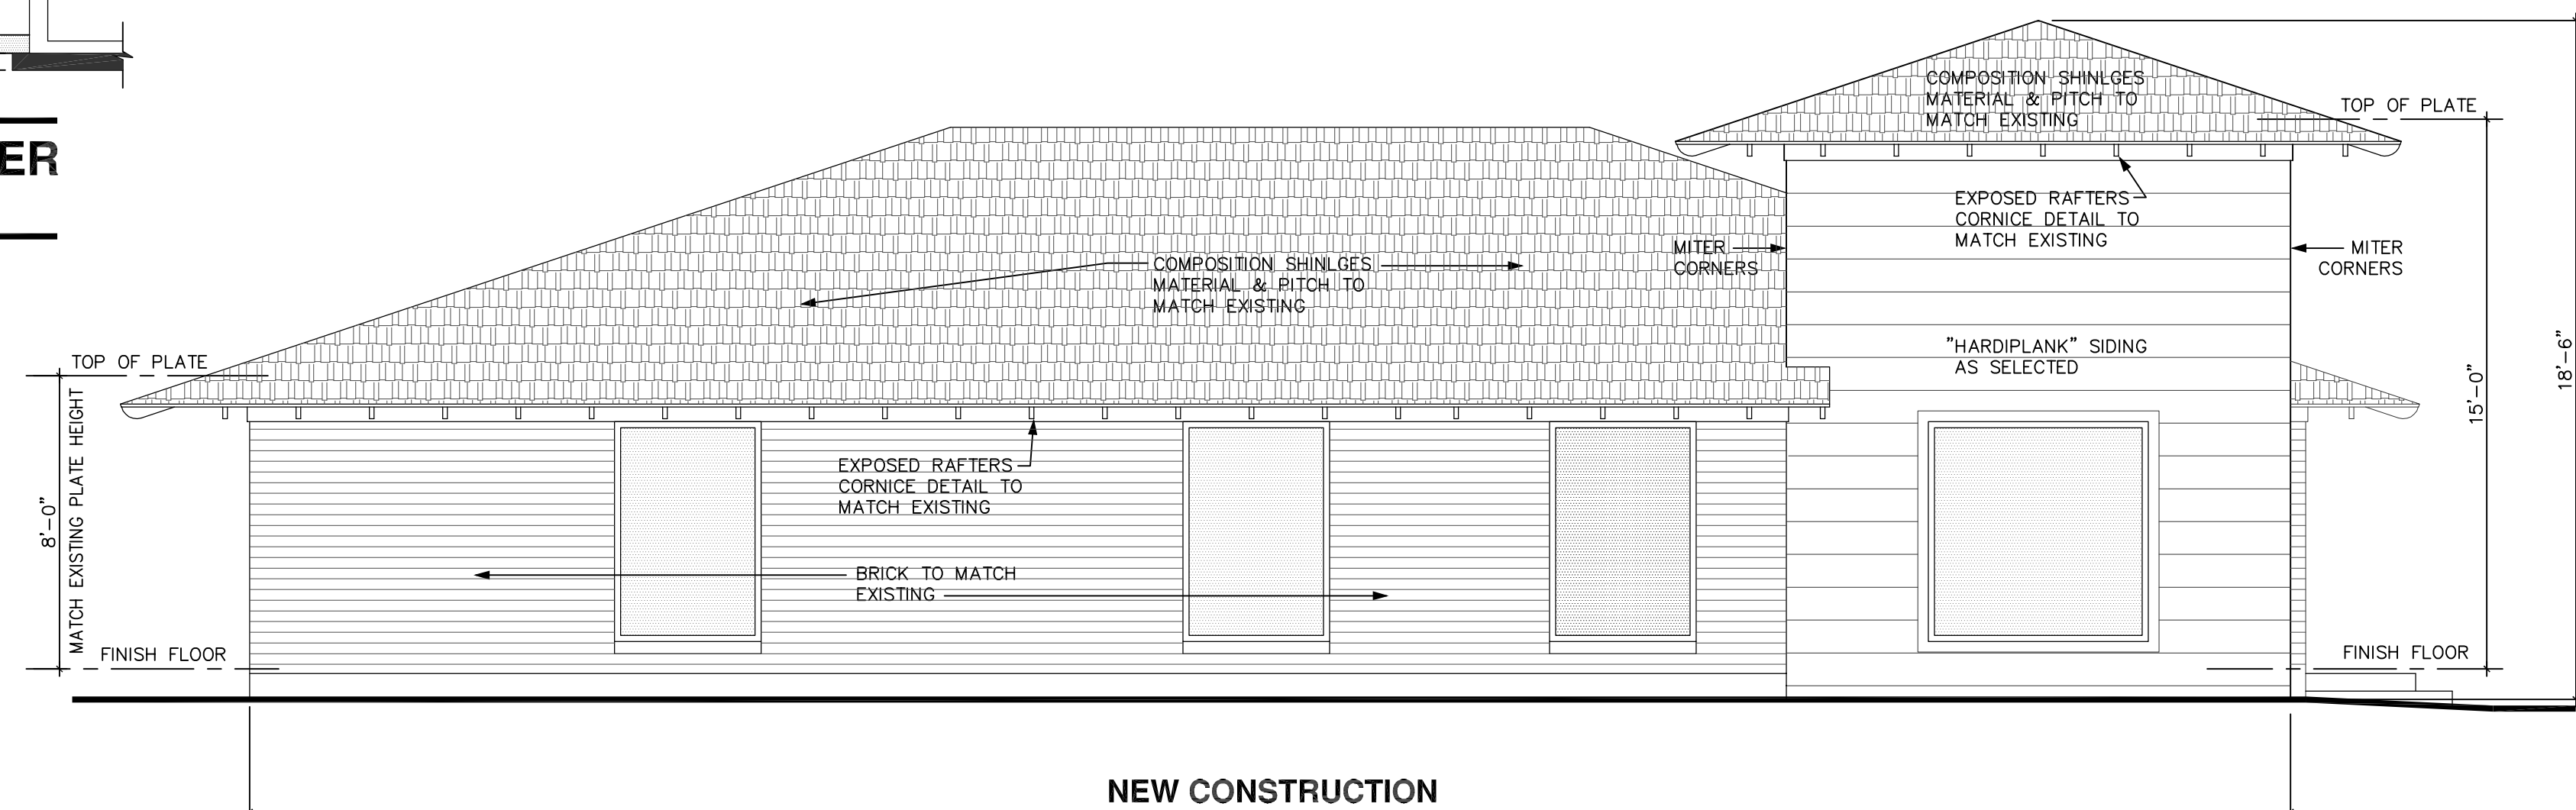 ER
COMPOSITION SHINLGES
MATERIAL & PITCH TO
MATCH EXISTING
TOP OF PLATE
EXPOSED RAFTERS
CORNICE DETAIL TO
MATCH EXISTING
MITER
CORNERS
MITER
CORNERS
COMPOSITION SHINLGES
MATERIAL & PITCH TO
MATCH EXISTING
"HARDIPLANK" SIDING
AS SELECTED
TOP OF PLATE
8'-0"
MATCH EXISTING PLATE HEIGHT
15'-0"
18'-6"
EXPOSED RAFTERS
CORNICE DETAIL TO
MATCH EXISTING
BRICK TO MATCH
EXISTING
FINISH FLOOR
FINISH FLOOR
NEW CONSTRUCTION